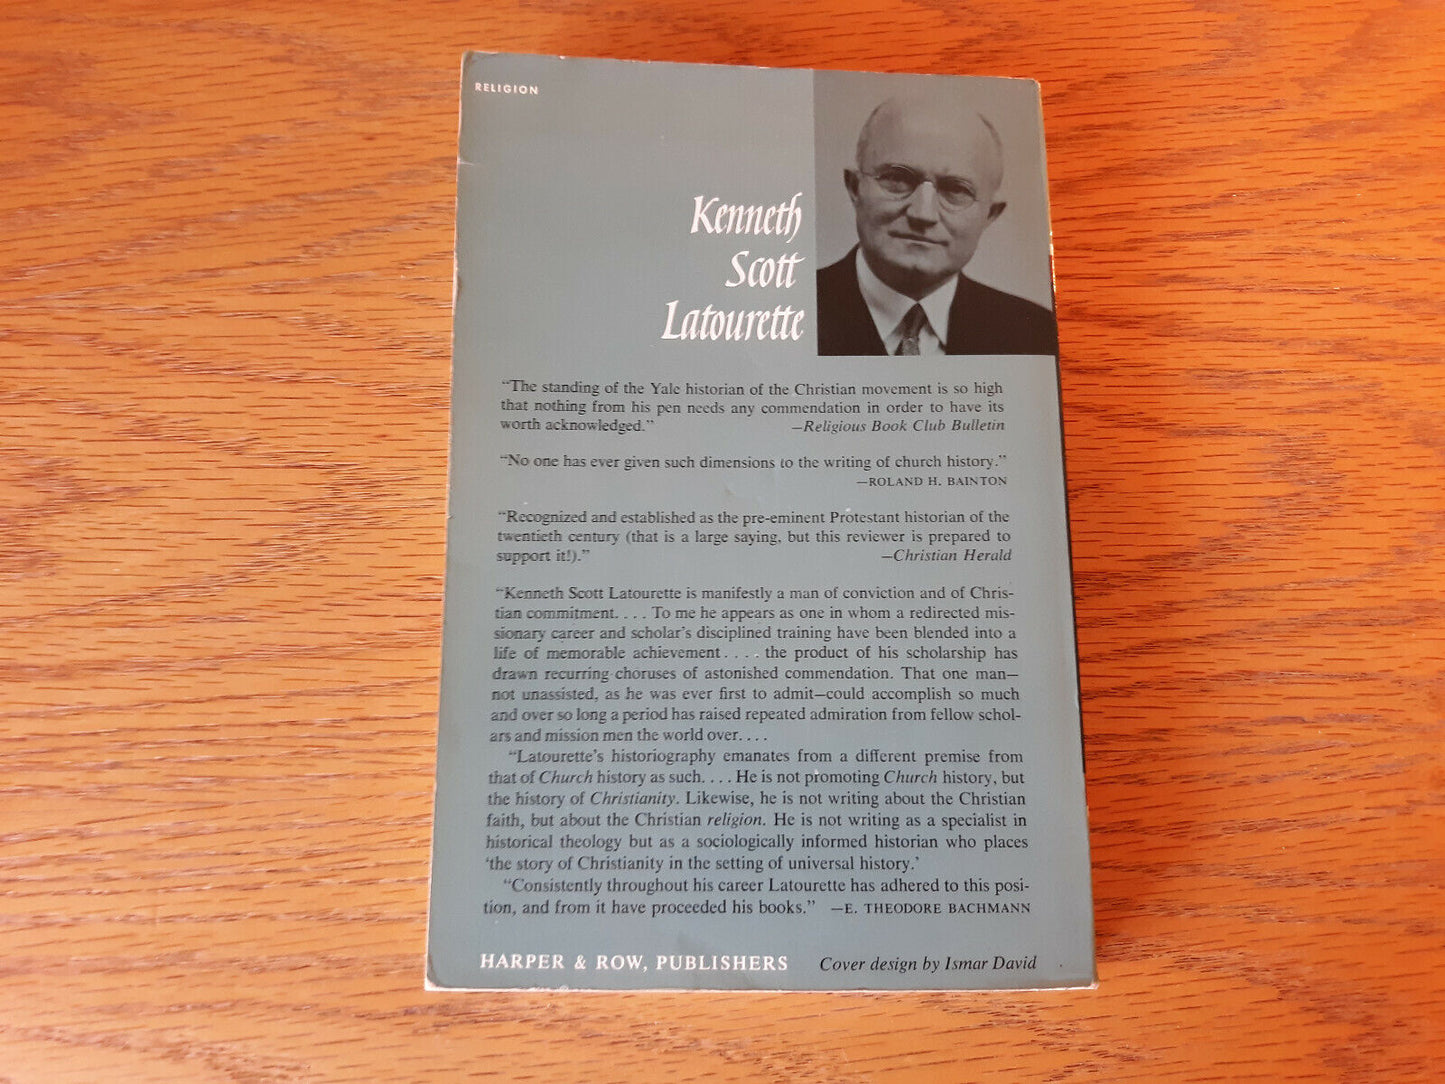 RELIGION
Kenneth
Scott
Latourette
“The standing of the Yale historian of the Christian movement is so high
that nothing from his pen needs any commendation in order to have its
worth acknowledged.” —Religious Book Club Bulletin
“No one has ever given such dimensions to the writing of church history.”
—ROLAND H. BAINTON
“Recognized and established as the pre-eminent Protestant historian of the
twentieth century (that is a large saying, but this reviewer is prepared to
support it!).” —Christian Herald
“Kenneth Scott Latourette is manifestly a man of conviction and of Chris-
tian commitment. . . . To me he appears as one in whom a redirected mis-
sionary career and scholar’s disciplined training have been blended into a
life of memorable achievement . . . . the product of his scholarship has
drawn recurring choruses of astonished commendation. That one man—
not unassisted, as he was ever first to admit—could accomplish so much
and over so long a period has raised repeated admiration from fellow schol-
ars and mission men the world over. . . .
“Latourette’s historiography emanates from a different premise from
that of Church history as such. . . . He is not promoting Church history, but
the history of Christianity. Likewise, he is not writing about the Christian
faith, but about the Christian religion. He is not writing as a specialist in
historical theology but as a sociologically informed historian who places
‘the story of Christianity in the setting of universal history.’
“Consistently throughout his career Latourette has adhered to this posi-
tion, and from it have proceeded his books.” —E. THEODORE BACHMANN
HARPER & ROW, PUBLISHERS Cover design by Ismar David